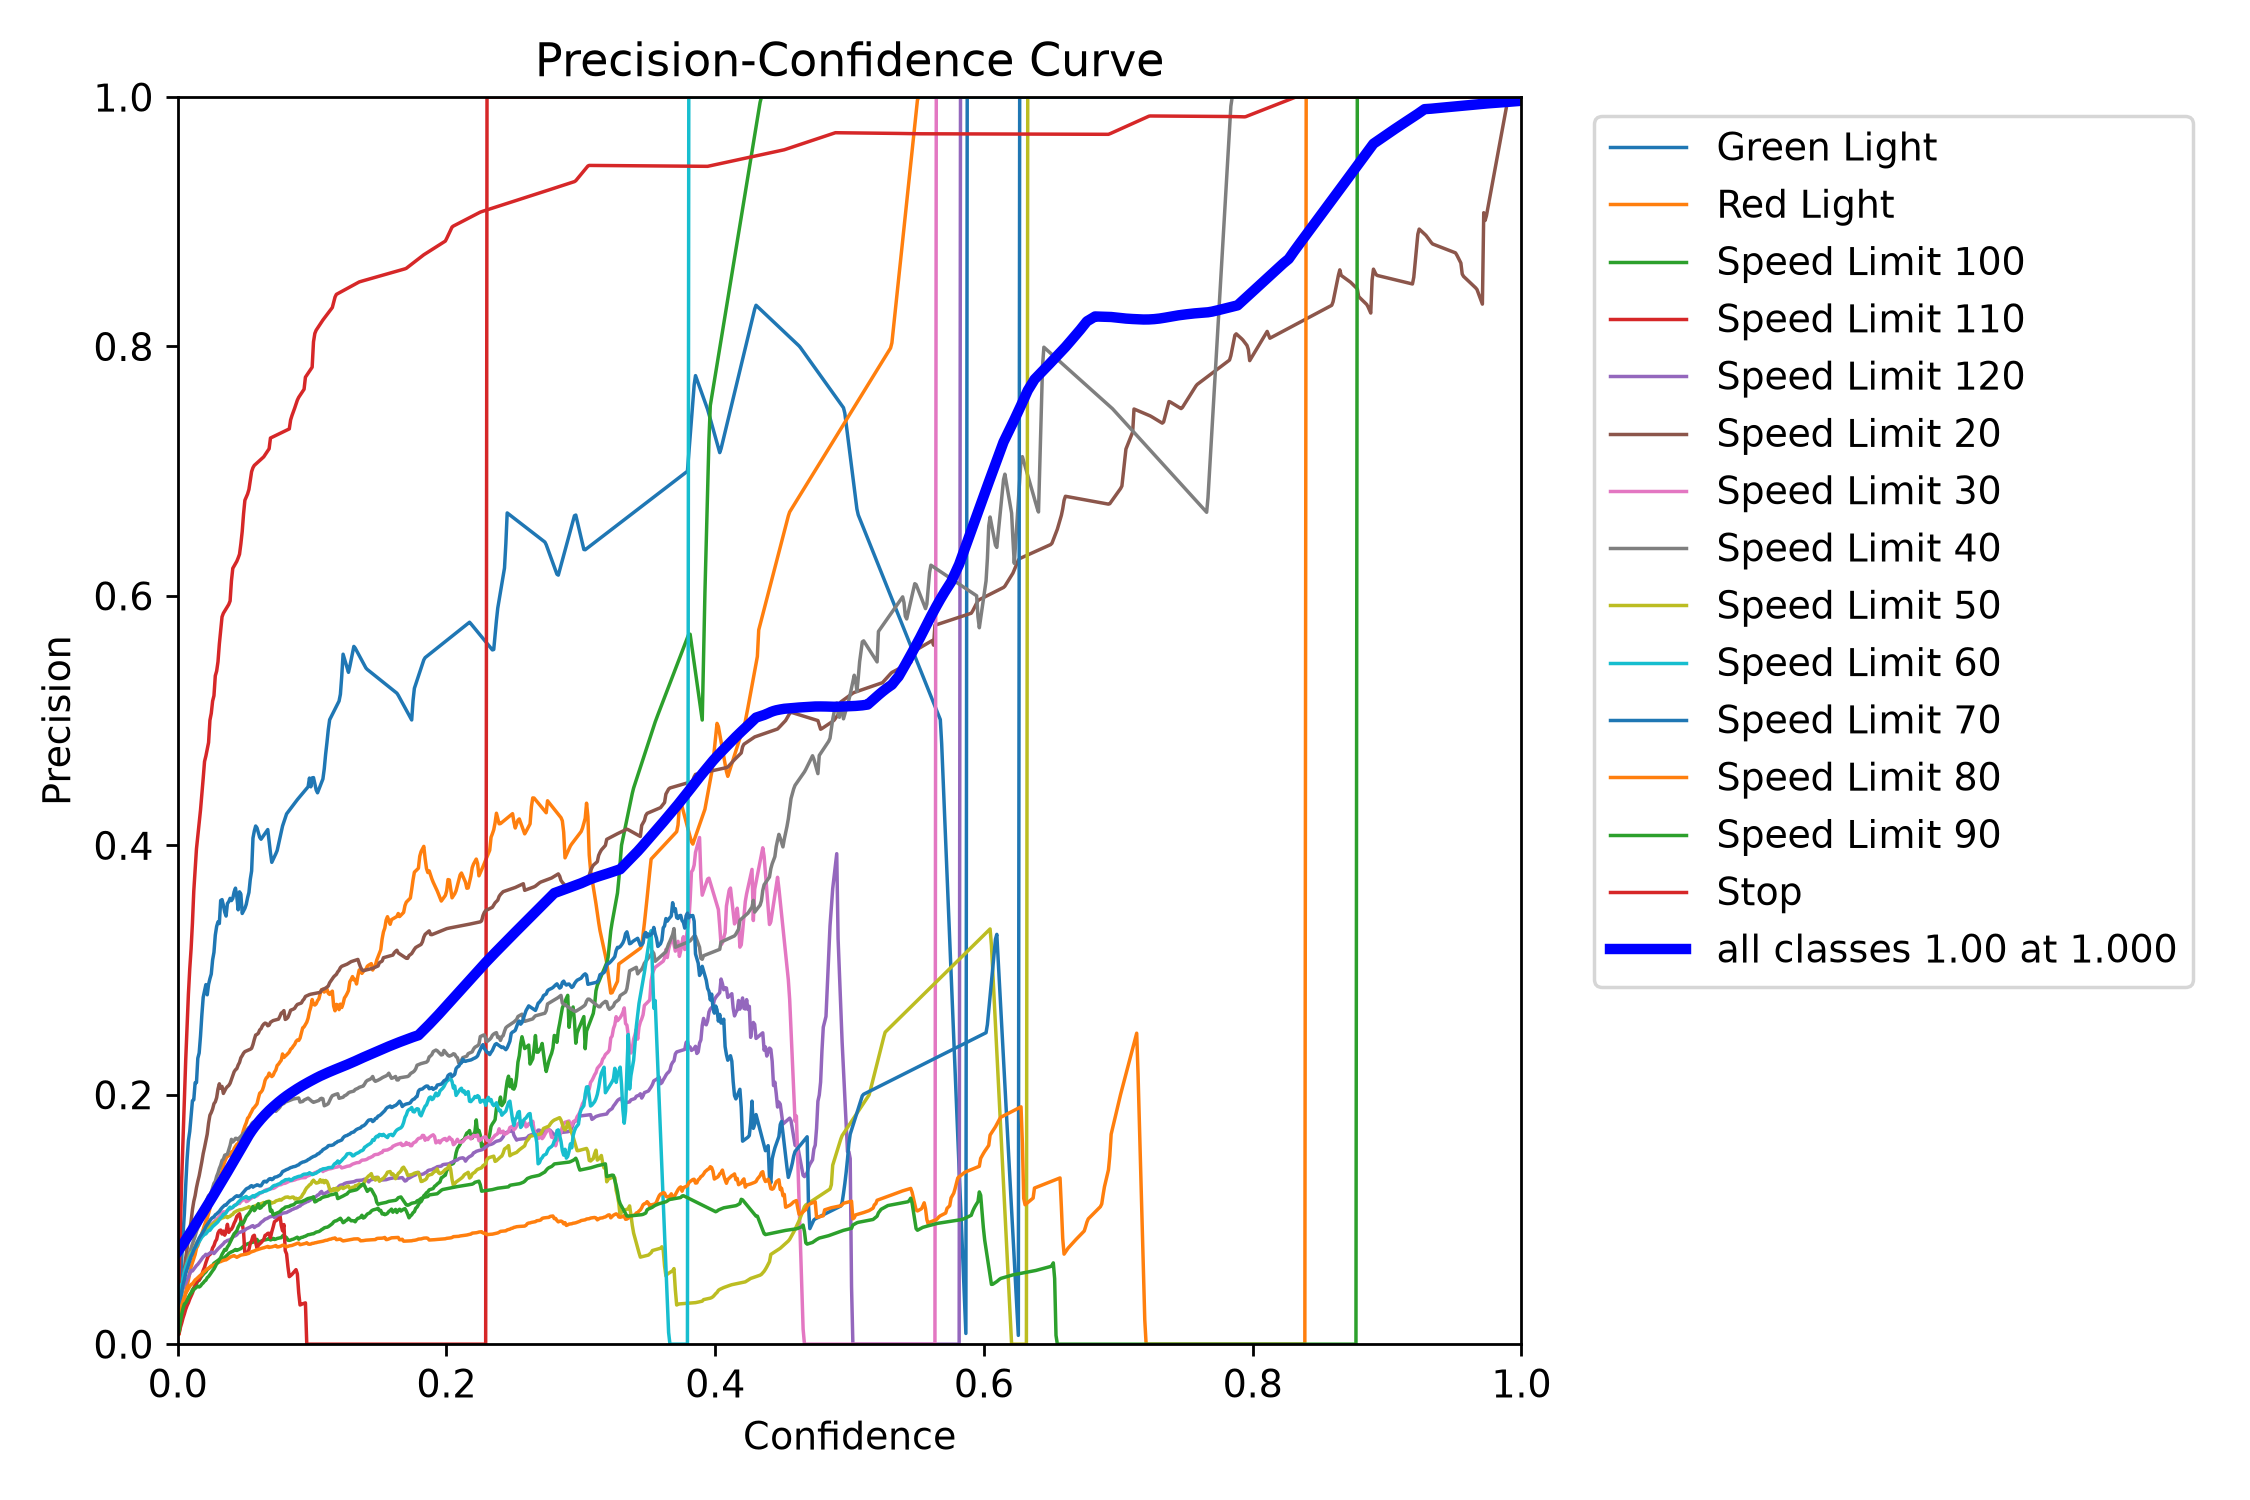 Precision-Confidence Curve
1.0
0.8
0.6
0.4
0.2
0.0
Precision
0.0 0.2 0.4 0.6 0.8 1.0
Confidence
Green Light
Red Light
Speed Limit 100
Speed Limit 110
Speed Limit 120
Speed Limit 20
Speed Limit 30
Speed Limit 40
Speed Limit 50
Speed Limit 60
Speed Limit 70
Speed Limit 80
Speed Limit 90
Stop
all classes 1.00 at 1.000